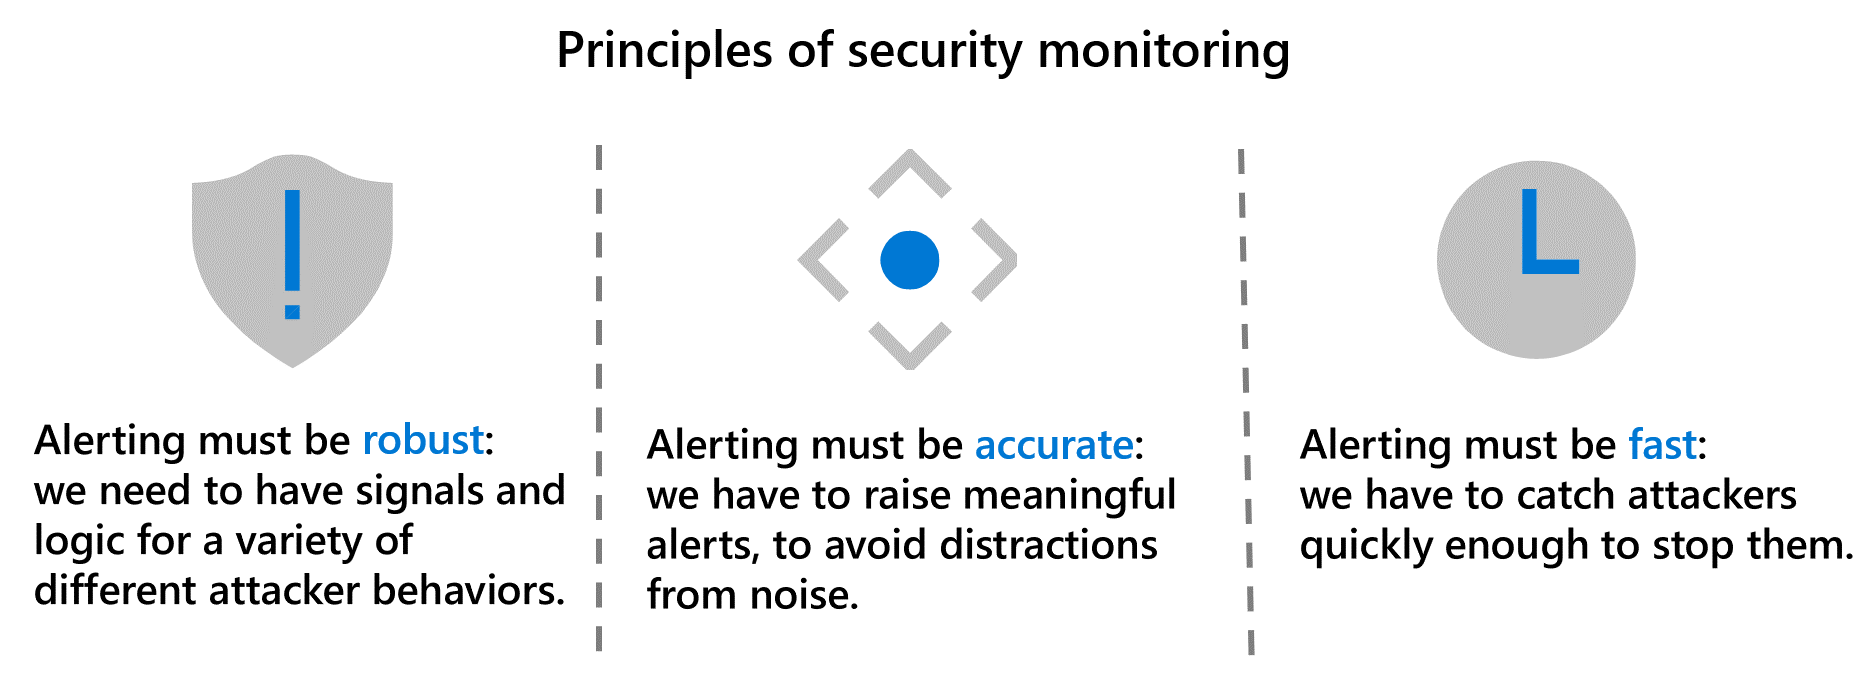 Principles of security monitoring
Alerting must be robust:
we need to have signals and
logic for a variety of
different attacker behaviors.
Alerting must be accurate:
we have to raise meaningful
alerts, to avoid distractions
from noise.
Alerting must be fast:
we have to catch attackers
quickly enough to stop them.